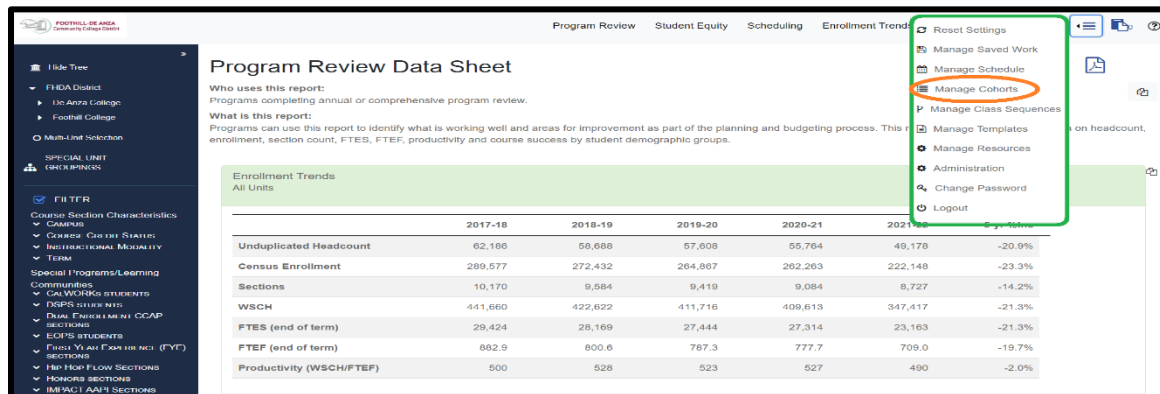 FOOTHILL-DE ANZA
Community College District
Program Review Student Equity Scheduling Enrollment Trends
Reset Settings
Manage Saved Work
Manage Schedule
Manage Cohorts
Manage Class Sequences
Manage Templates
Manage Resources
Administration
Change Password
Logout
»
Hide Tree
FHDA District
De Anza College
Foothill College
Multi-Unit Selection
SPECIAL UNIT
GROUPINGS
FILTER
Course Section Characteristics
CAMPUS
COURSE CREDIT STATUS
INSTRUCTIONAL MODALITY
TERM
Special Programs/Learning
Communities
CALWORKS STUDENTS
DSPS STUDENTS
DUAL ENROLLMENT CCAP
SECTIONS
EOPS STUDENTS
FIRST YEAR EXPERIENCE (FYE)
SECTIONS
HIP HOP FLOW SECTIONS
HONORS SECTIONS
IMPACT AAPI SECTIONS
Program Review Data Sheet
Who uses this report:
Programs completing annual or comprehensive program review.
What is this report:
Programs can use this report to identify what is working well and areas for improvement as part of the planning and budgeting process. This on headcount,
enrollment, section count, FTES, FTEF, productivity and course success by student demographic groups.
Enrollment Trends
All Units
2017-18 2018-19 2019-20 2020-21 2021-22
Unduplicated Headcount 62,186 58,688 57,608 55,764 49,178 -20.9%
Census Enrollment 289,577 272,432 264,867 262,263 222,148 -23.3%
Sections 10,170 9,584 9,419 9,084 8,727 -14.2%
WSCH 441,660 422,622 411,716 409,613 347,417 -21.3%
FTES (end of term) 29,424 28,169 27,444 27,314 23,163 -21.3%
FTEF (end of term) 882.9 800.6 787.3 777.7 709.0 -19.7%
Productivity (WSCH/FTEF) 500 528 523 527 490 -2.0%